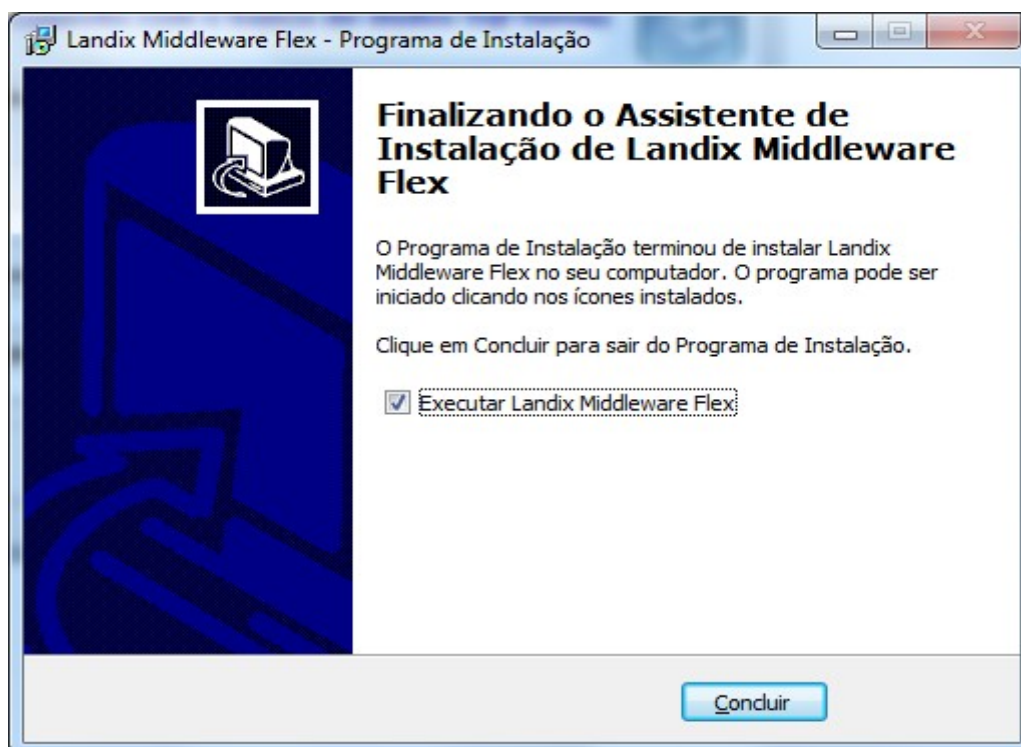 Landix Middleware Flex - Programa de Instalação
Finalizando o Assistente de
Instalação de Landix Middleware
Flex
O Programa de Instalação terminou de instalar Landix
Middleware Flex no seu computador. O programa pode ser
iniciado clicando nos ícones instalados.
Clique em Concluir para sair do Programa de Instalação.
Executar Landix Middleware Flex
Concluir